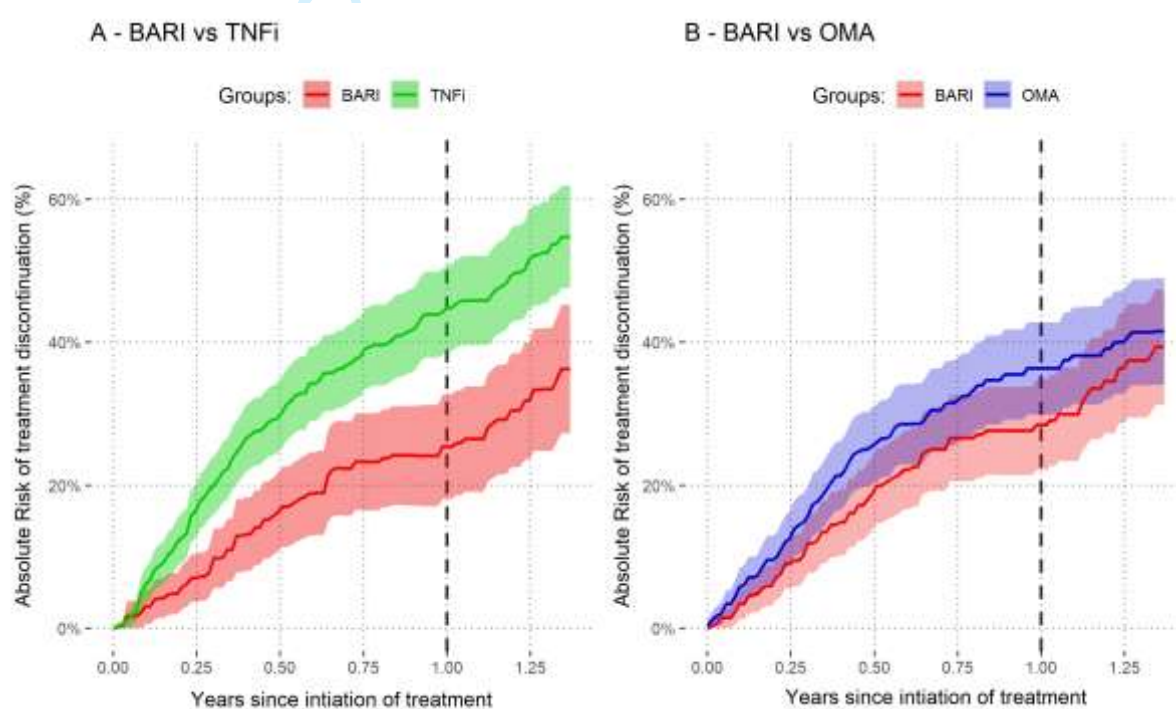 A - BARI vs TNFi
Groups: BARI TNFi
Absolute Risk of treatment discontinuation (%)
60%
40%
20%
0%
0.00 0.25 0.50 0.75 1.00 1.25
Years since intiation of treatment
B - BARI vs OMA
Groups: BARI OMA
Absolute Risk of treatment discontinuation (%)
60%
40%
20%
0%
0.00 0.25 0.50 0.75 1.00 1.25
Years since intiation of treatment